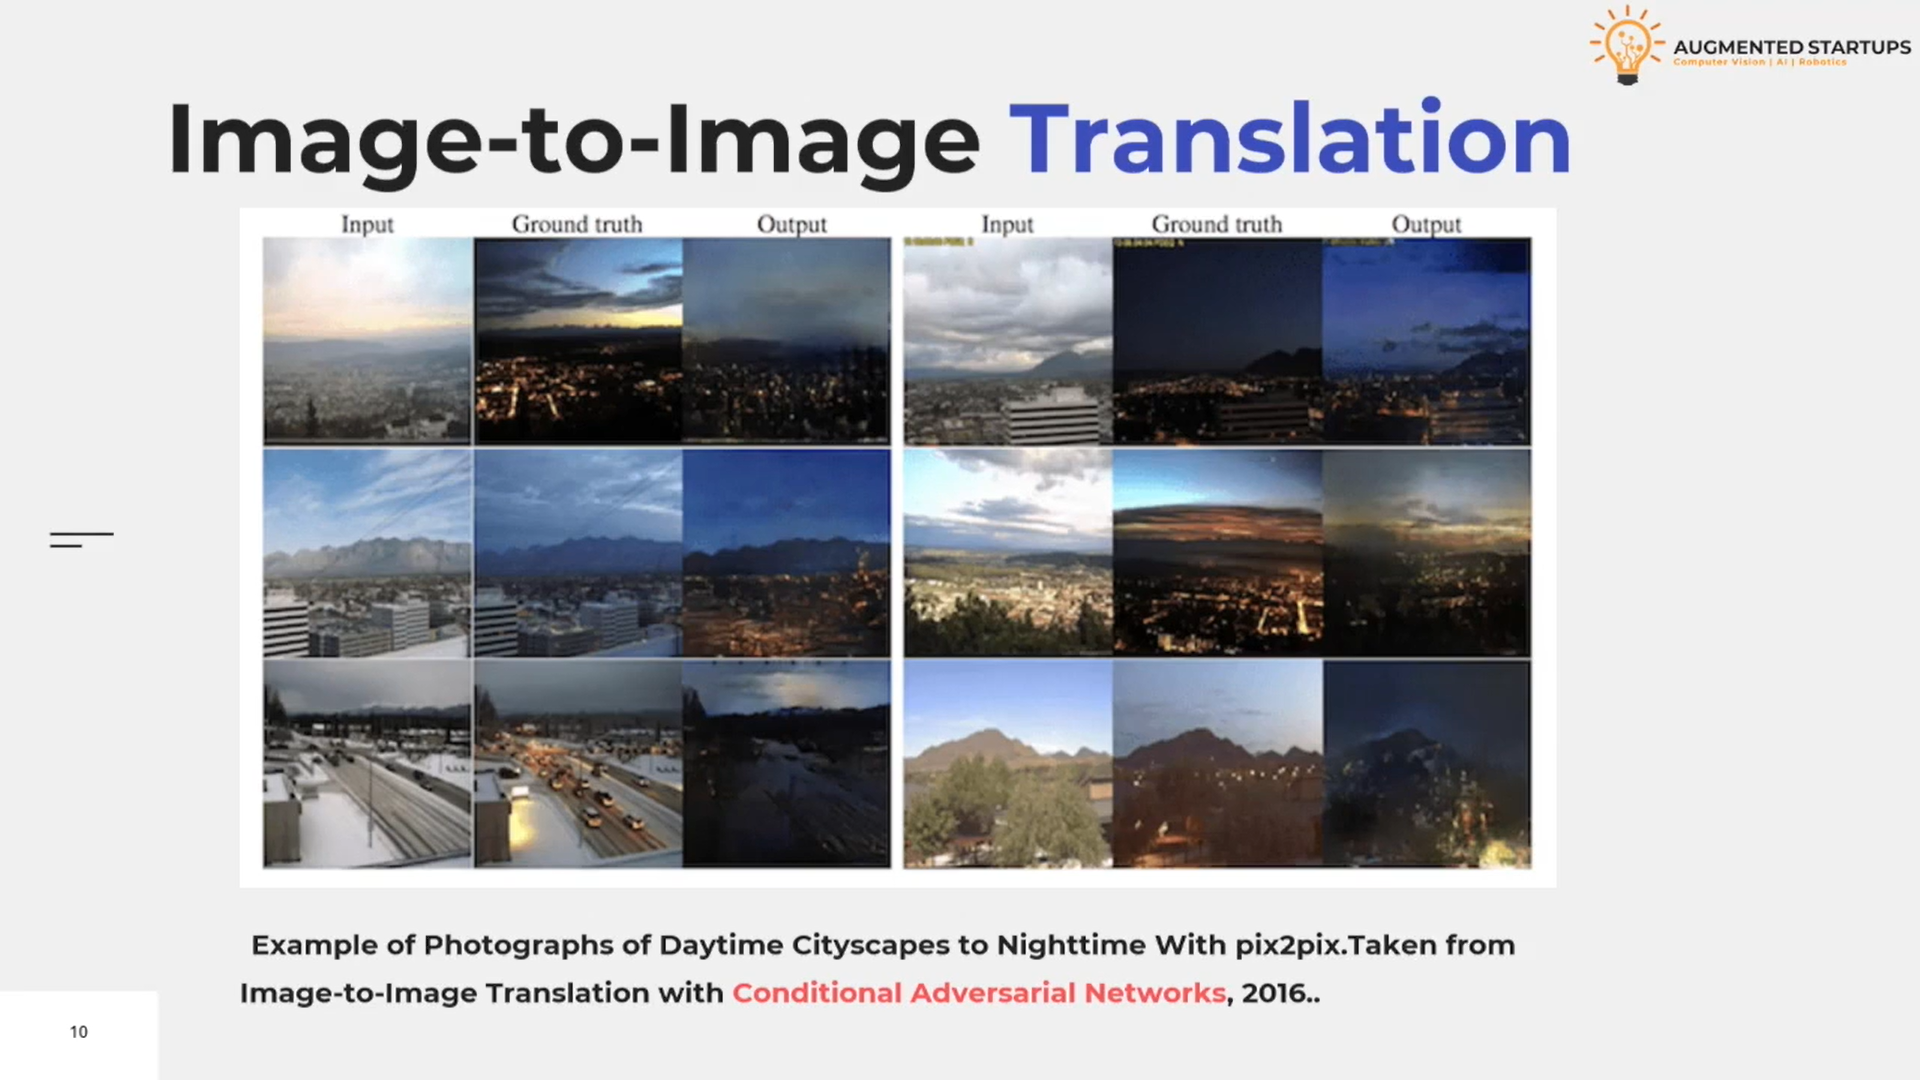 AUGMENTED STARTUPS
Computer Vision | AI | Robotics
Image-to-Image Translation
Input Ground truth Output Input Ground truth Output
Example of Photographs of Daytime Cityscapes to Nighttime With pix2pix.Taken from
Image-to-Image Translation with Conditional Adversarial Networks, 2016..
10